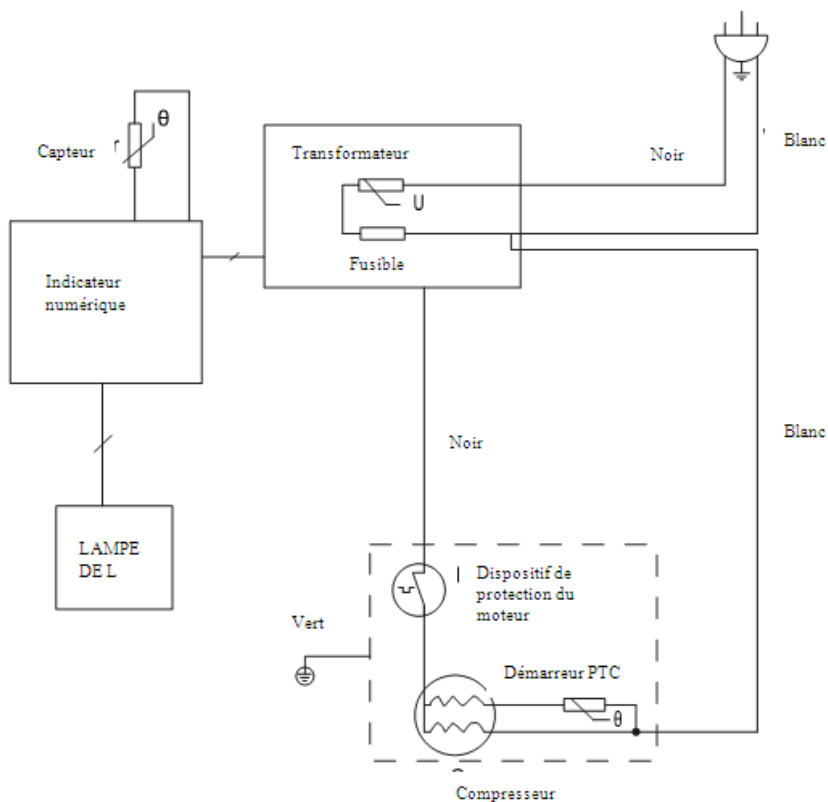 Blanc
Noir
Transformateur
θ
Capteur
U
Fusible
Indicateur
numérique
Noir
Blanc
LAMPE
DE L
Dispositif de
protection du
moteur
Vert
Démarreur PTC
θ
Compresseur